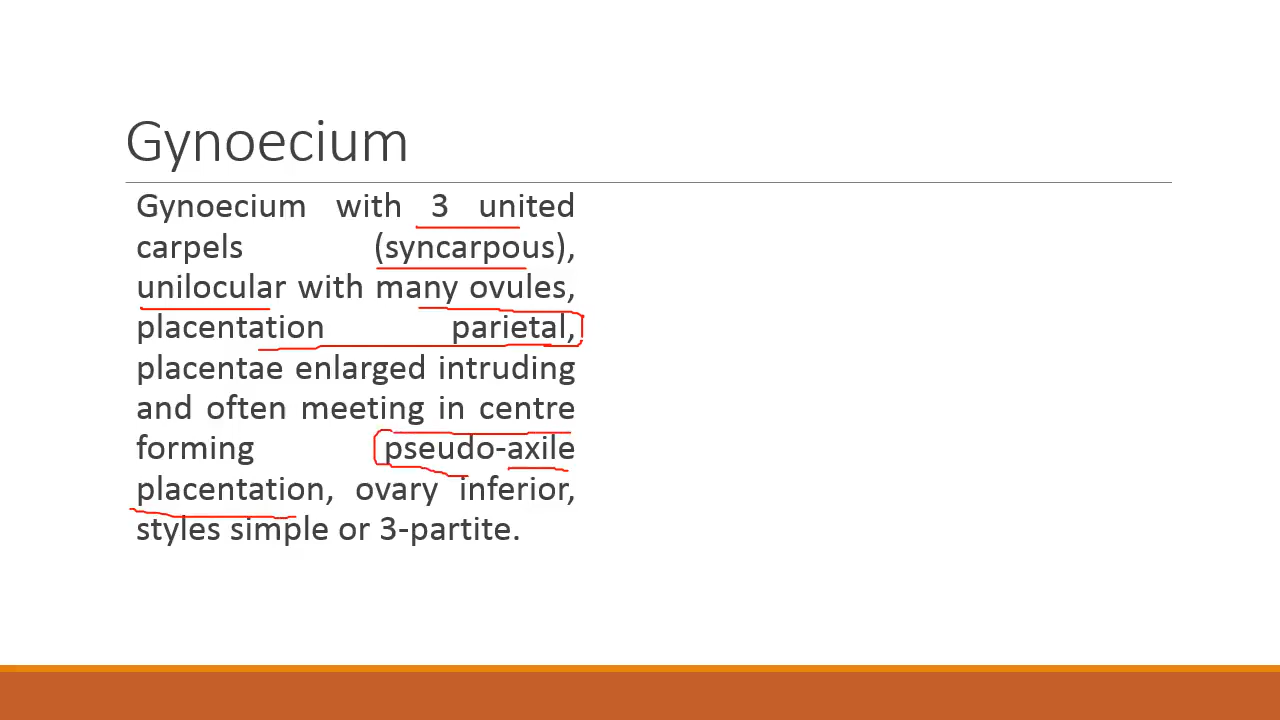 Gynoecium
Gynoecium with 3 united
carpels (syncarpous),
unilocular with many ovules,
placentation parietal,
placentae enlarged intruding
and often meeting in centre
forming pseudo-axile
placentation, ovary inferior,
styles simple or 3-partite.